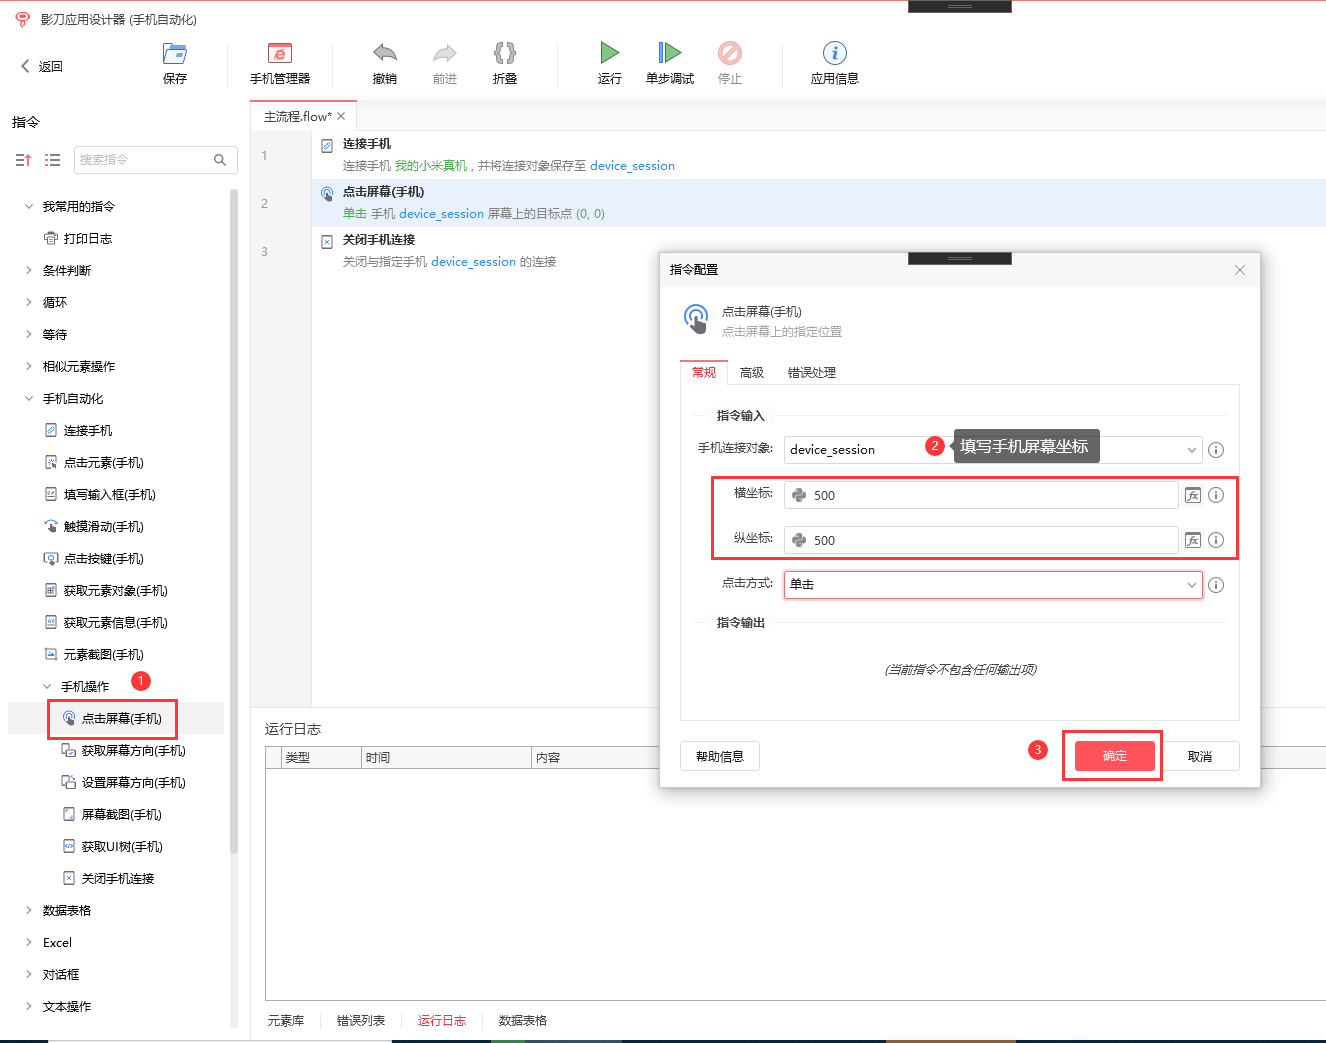 影刀应用设计器 (手机自动化)
返回
保存
手机管理器
撤销
前进
折叠
运行
单步调试
停止
应用信息
指令
搜索指令
我常用的指令
打印日志
条件判断
循环
等待
相似元素操作
手机自动化
连接手机
点击元素(手机)
填写输入框(手机)
触摸滑动(手机)
点击按键(手机)
获取元素对象(手机)
获取元素信息(手机)
元素截图(手机)
手机操作
1
点击屏幕(手机)
获取屏幕方向(手机)
设置屏幕方向(手机)
屏幕截图(手机)
获取UI树(手机)
关闭手机连接
数据表格
Excel
对话框
文本操作
主流程.flow*
1
连接手机
连接手机 我的小米真机 , 并将连接对象保存至 device_session
2
点击屏幕(手机)
单击 手机 device_session 屏幕上的目标点 (0, 0)
3
关闭手机连接
关闭与指定手机 device_session 的连接
指令配置
点击屏幕(手机)
点击屏幕上的指定位置
常规
高级
错误处理
指令输入
手机连接对象: device_session
2
填写手机屏幕坐标
横坐标: 500
fx
纵坐标: 500
fx
点击方式: 单击
指令输出
(当前指令不包含任何输出项)
帮助信息
3
确定
取消
运行日志
类型
时间
内容
元素库
错误列表
运行日志
数据表格